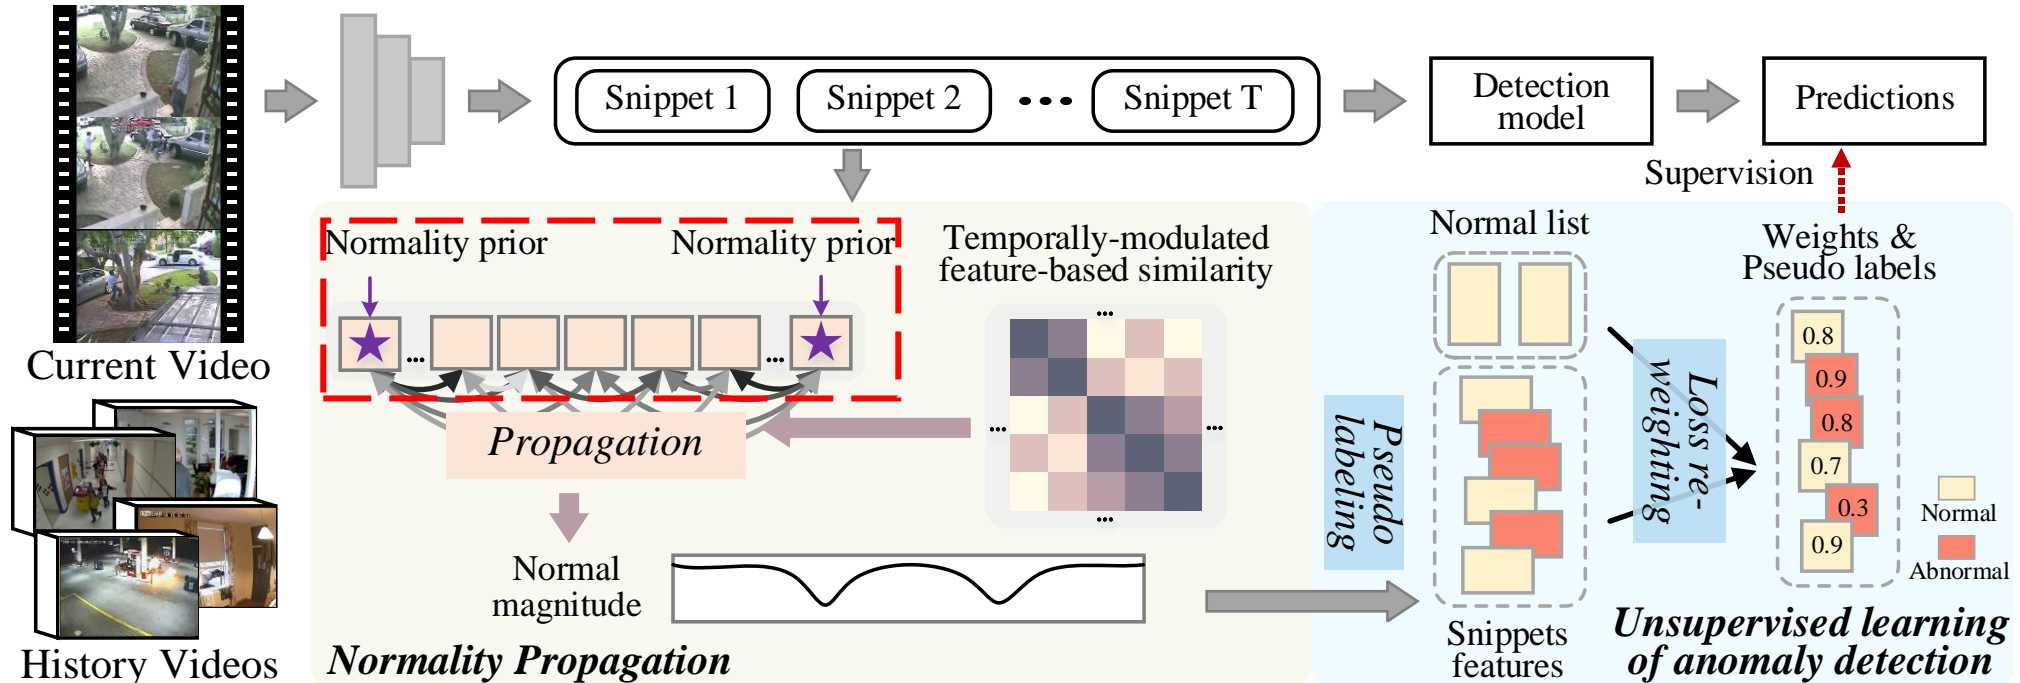 Snippet 1
Snippet 2
Snippet T
Detection
model
Predictions
Supervision
Current Video
History Videos
Normality prior
Normality prior
Temporally-modulated
feature-based similarity
...
...
Propagation
...
...
...
...
Normal
magnitude
Normality Propagation
Normal list
Pseudo
labeling
Loss re-
weighting
Snippets
features
Weights &
Pseudo labels
0.8
0.9
0.8
0.7
0.3
0.9
Normal
Abnormal
Unsupervised learning
of anomaly detection